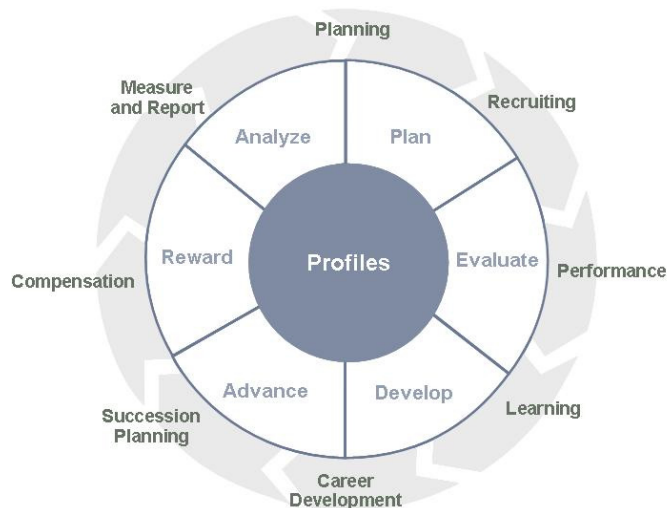 Planning
Measure
and Report
Recruiting
Analyze
Plan
Reward
Profiles
Evaluate
Compensation
Performance
Advance
Develop
Succession
Planning
Learning
Career
Development